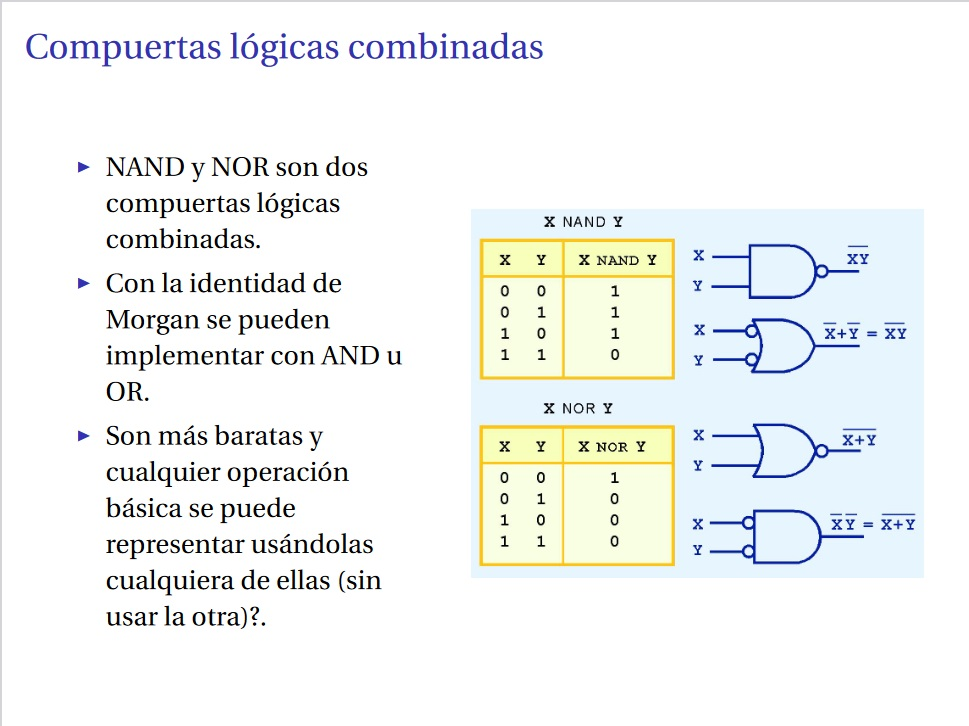 Compuertas lógicas combinadas
▶ NAND y NOR son dos
compuertas lógicas
combinadas.
▶ Con la identidad de
Morgan se pueden
implementar con AND u
OR.
▶ Son más baratas y
cualquier operación
básica se puede
representar usándolas
cualquiera de ellas (sin
usar la otra)?.
X NAND Y
X Y X NAND Y
0 0 1
0 1 1
1 0 1
1 1 0
X
Y
X̅Y̅
X
Y
X̅+Y̅ = X̅Y̅
X NOR Y
X Y X NOR Y
0 0 1
0 1 0
1 0 0
1 1 0
X
Y
X̅+̅Y̅
X
Y
X̅ Y̅ = X̅+̅Y̅